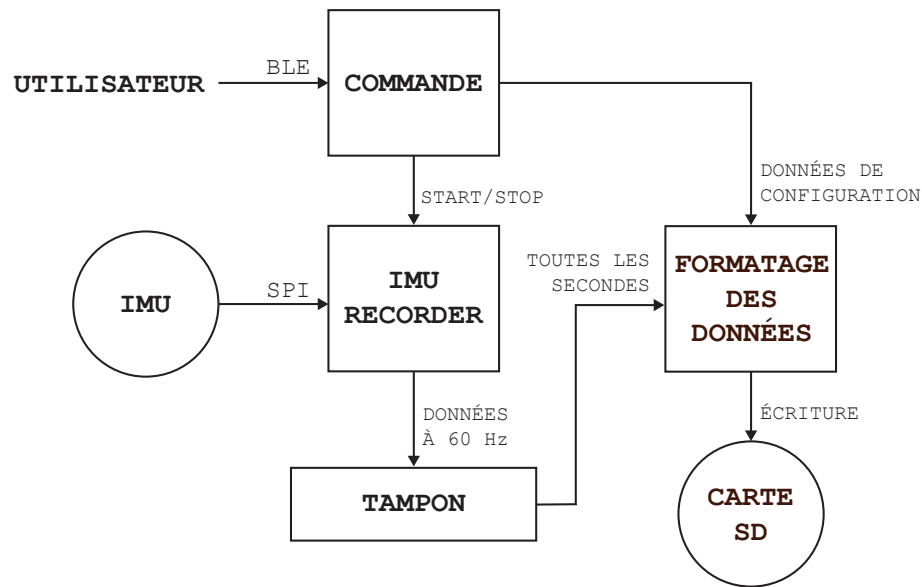 BLE
UTILISATEUR
COMMANDE
DONNÉES DE
CONFIGURATION
START/STOP
TOUTES LES
SECONDES
FORMATAGE
DES
DONNÉES
IMU
SPI
IMU
RECORDER
DONNÉES
À 60 Hz
ÉCRITURE
TAMPON
CARTE
SD